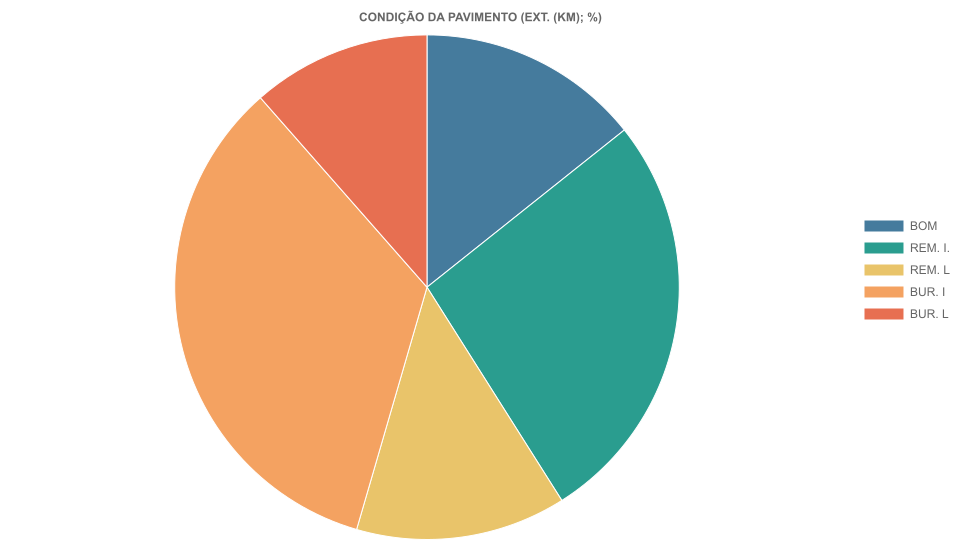 CONDIÇÃO DA PAVIMENTO (EXT. (KM); %)
BOM
REM. I.
REM. L
BUR. I
BUR. L